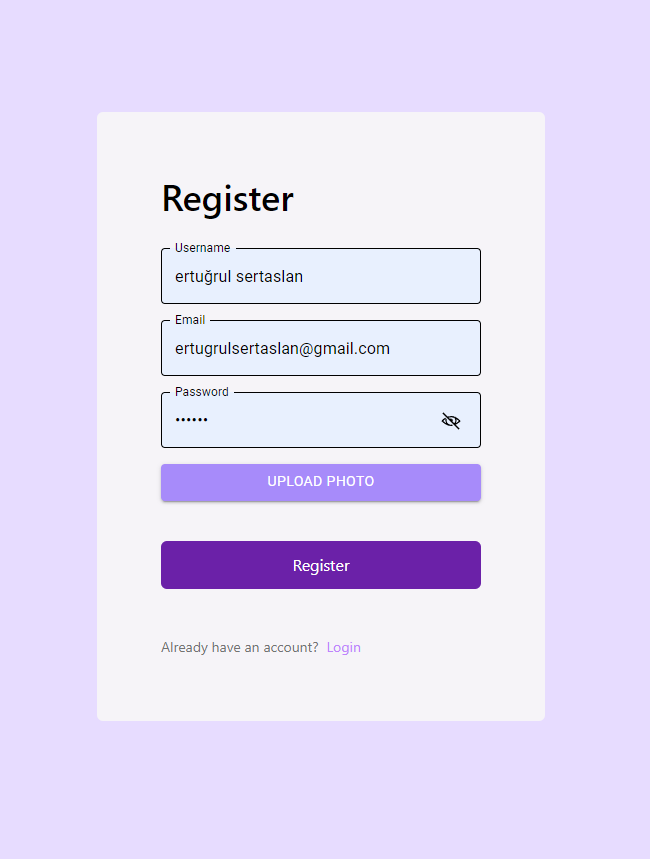 Register
Username
ertuğrul sertaslan
Email
ertugrulsertaslan@gmail.com
Password
••••••
UPLOAD PHOTO
Register
Already have an account? Login